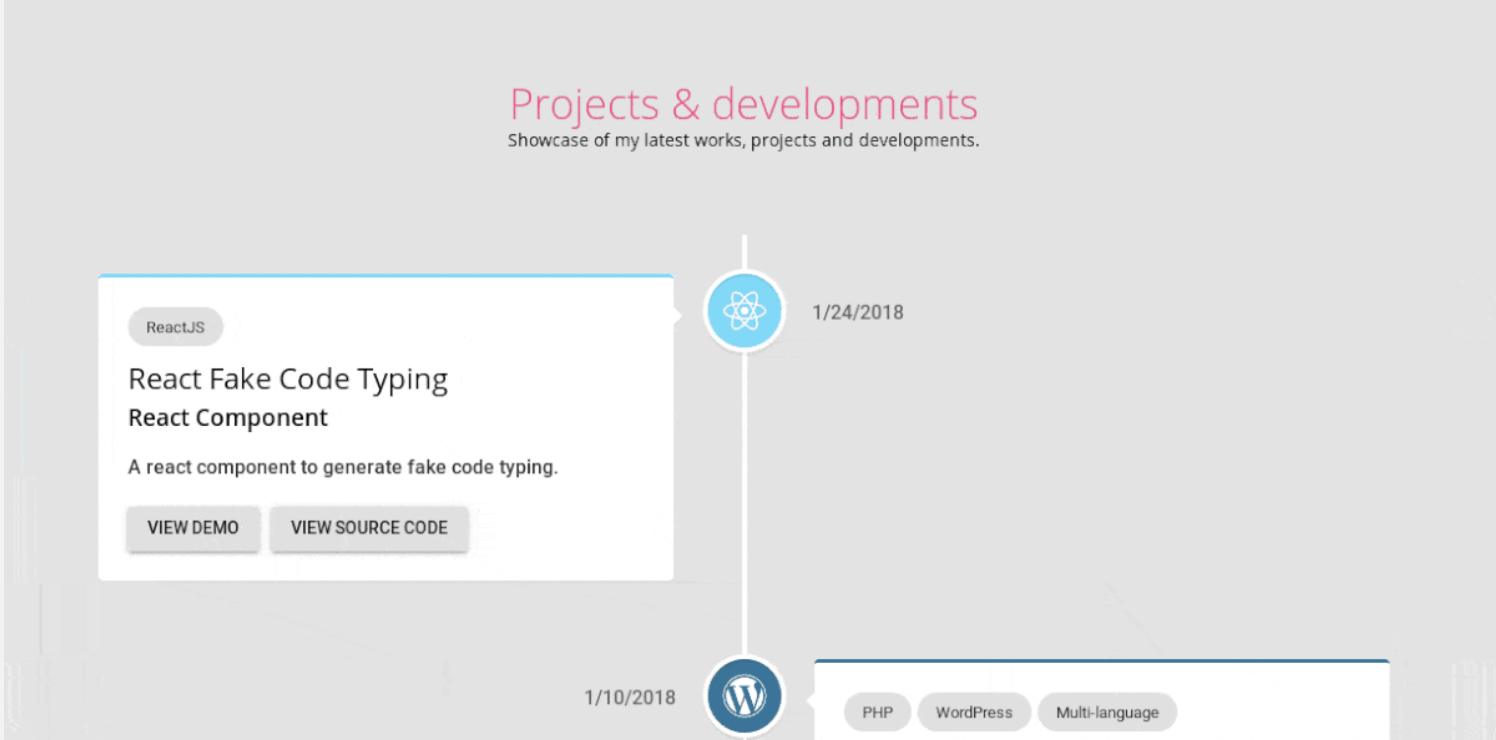 Projects & developments
Showcase of my latest works, projects and developments.
1/24/2018
ReactJS
React Fake Code Typing
React Component
A react component to generate fake code typing.
VIEW DEMO VIEW SOURCE CODE
1/10/2018
PHP WordPress Multi-language